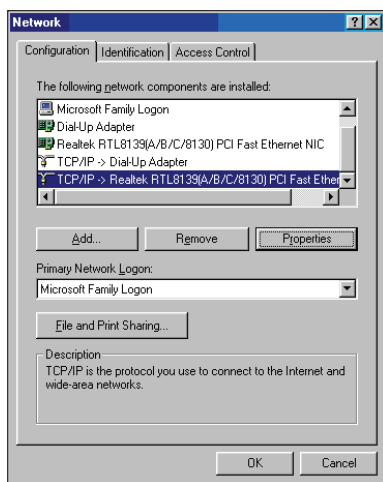 Network
Configuration Identification Access Control
The following network components are installed:
Microsoft Family Logon
Dial-Up Adapter
Realtek RTL8139(A/B/C/8130) PCI Fast Ethernet NIC
TCP/IP -> Dial-Up Adapter
TCP/IP -> Realtek RTL8139(A/B/C/8130) PCI Fast Ether
Add... Remove Properties
Primary Network Logon:
Microsoft Family Logon
File and Print Sharing...
Description
TCP/IP is the protocol you use to connect to the Internet and
wide-area networks.
OK Cancel